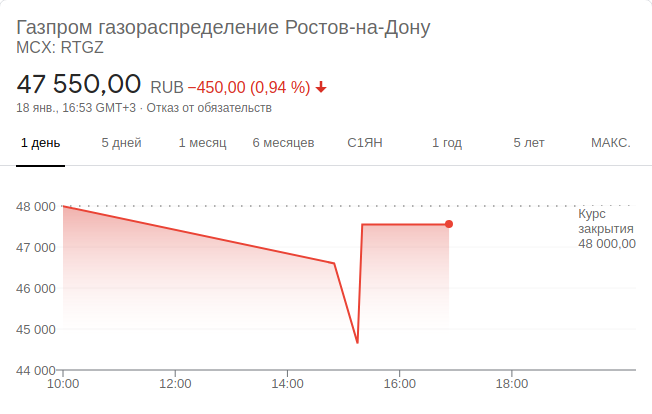 Газпром газораспределение Ростов-на-Дону
MCX: RTGZ
47 550,00 RUB −450,00 (0,94 %)
18 янв., 16:53 GMT+3 · Отказ от обязательств
1 день 5 дней 1 месяц 6 месяцев С1ЯН 1 год 5 лет МАКС.
48 000
Курс
закрытия
48 000,00
47 000
46 000
45 000
44 000
10:00 12:00 14:00 16:00 18:00